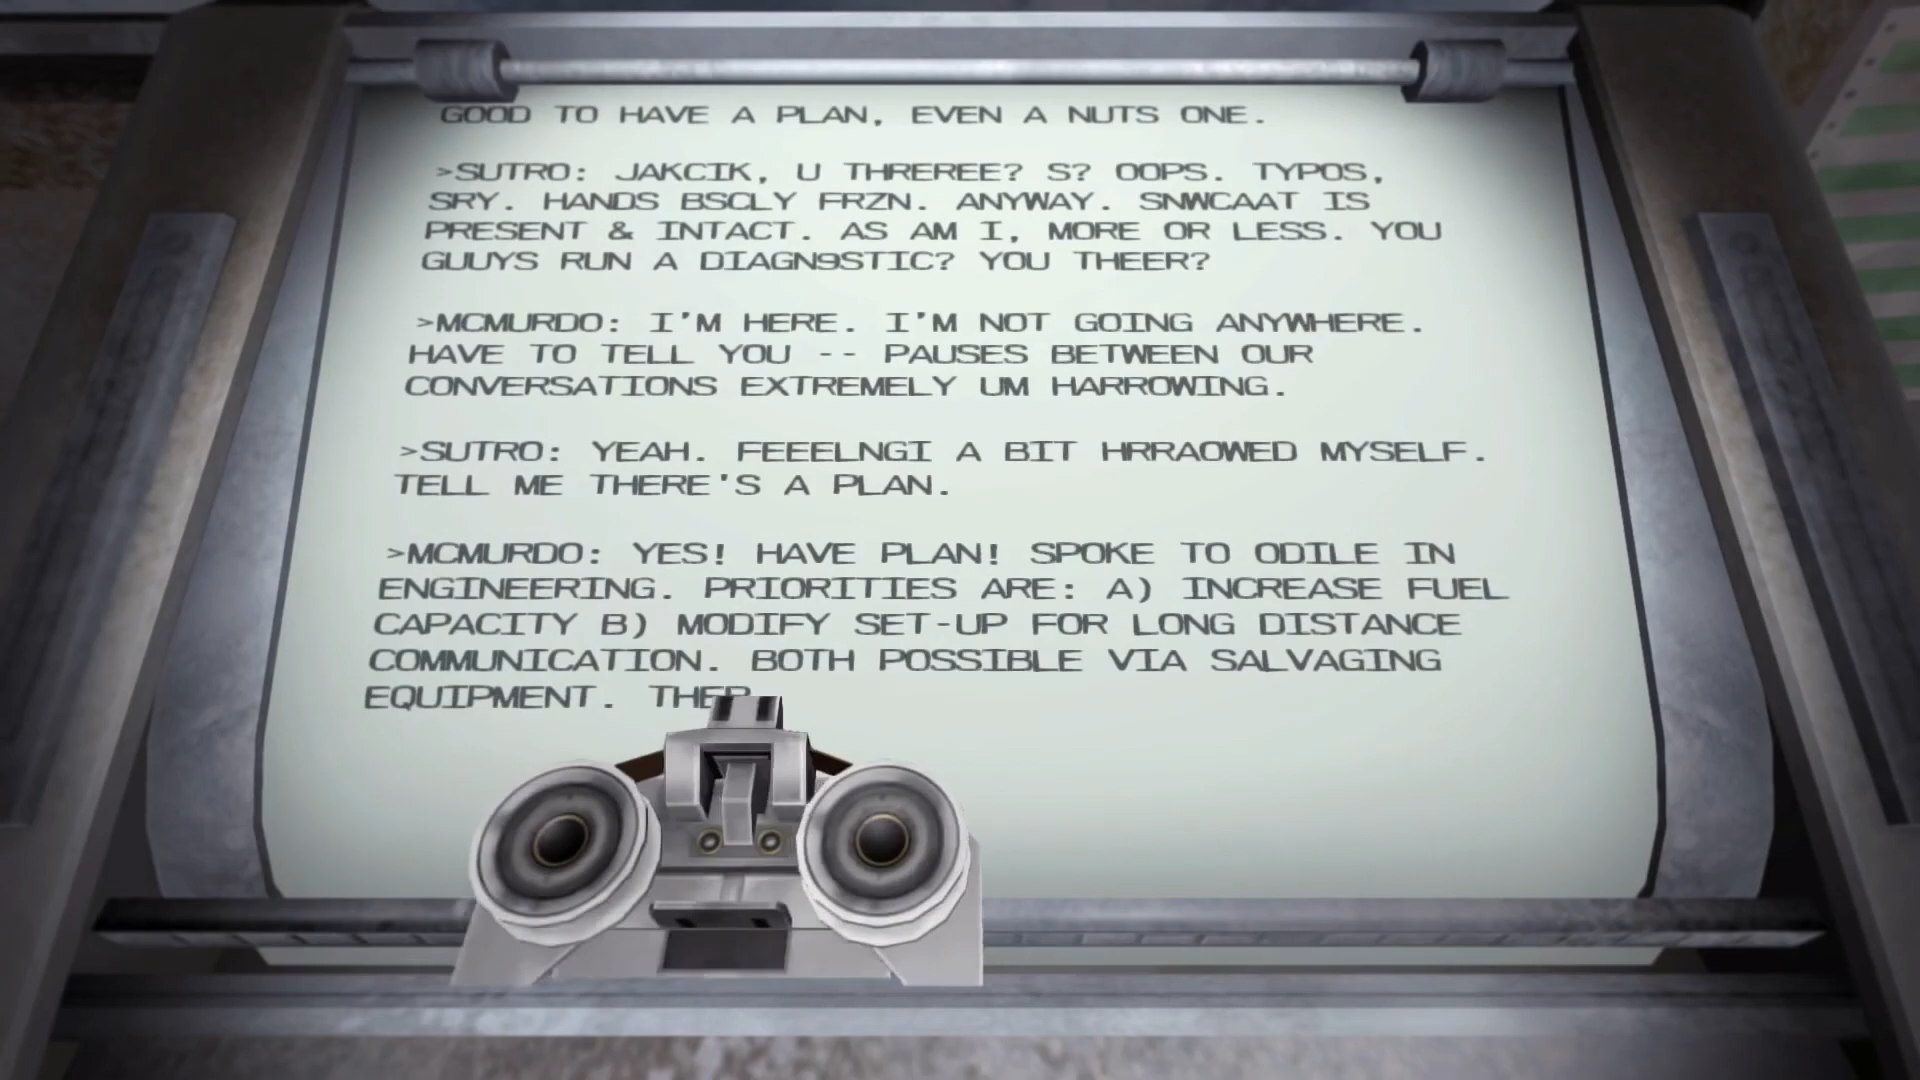 GOOD TO HAVE A PLAN, EVEN A NUTS ONE.
>SUTRO: JAKCIK, U THREREE? S? OOPS. TYPOS,
SRY. HANDS BSCLY FRZN. ANYWAY. SNWCAAT IS
PRESENT & INTACT. AS AM I, MORE OR LESS. YOU
GUUYS RUN A DIAGN9STIC? YOU THEER?
>MCMURDO: I'M HERE. I'M NOT GOING ANYWHERE.
HAVE TO TELL YOU -- PAUSES BETWEEN OUR
CONVERSATIONS EXTREMELY UM HARROWING.
>SUTRO: YEAH. FEEELNGI A BIT HRRAOWED MYSELF.
TELL ME THERE'S A PLAN.
>MCMURDO: YES! HAVE PLAN! SPOKE TO ODILE IN
ENGINEERING. PRIORITIES ARE: A) INCREASE FUEL
CAPACITY B) MODIFY SET-UP FOR LONG DISTANCE
COMMUNICATION. BOTH POSSIBLE VIA SALVAGING
EQUIPMENT.